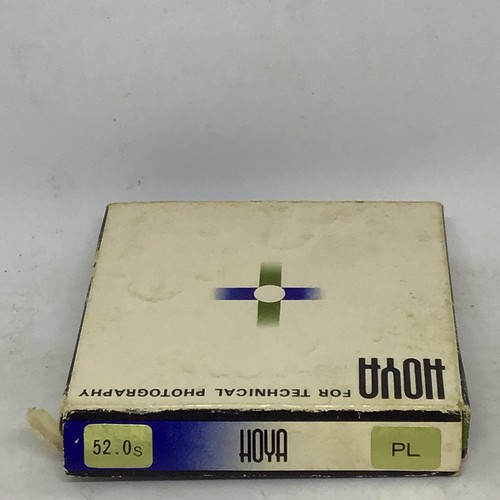 HOYA
FOR TECHNICAL PHOTOGRAPHY
52.0s HOYA PL